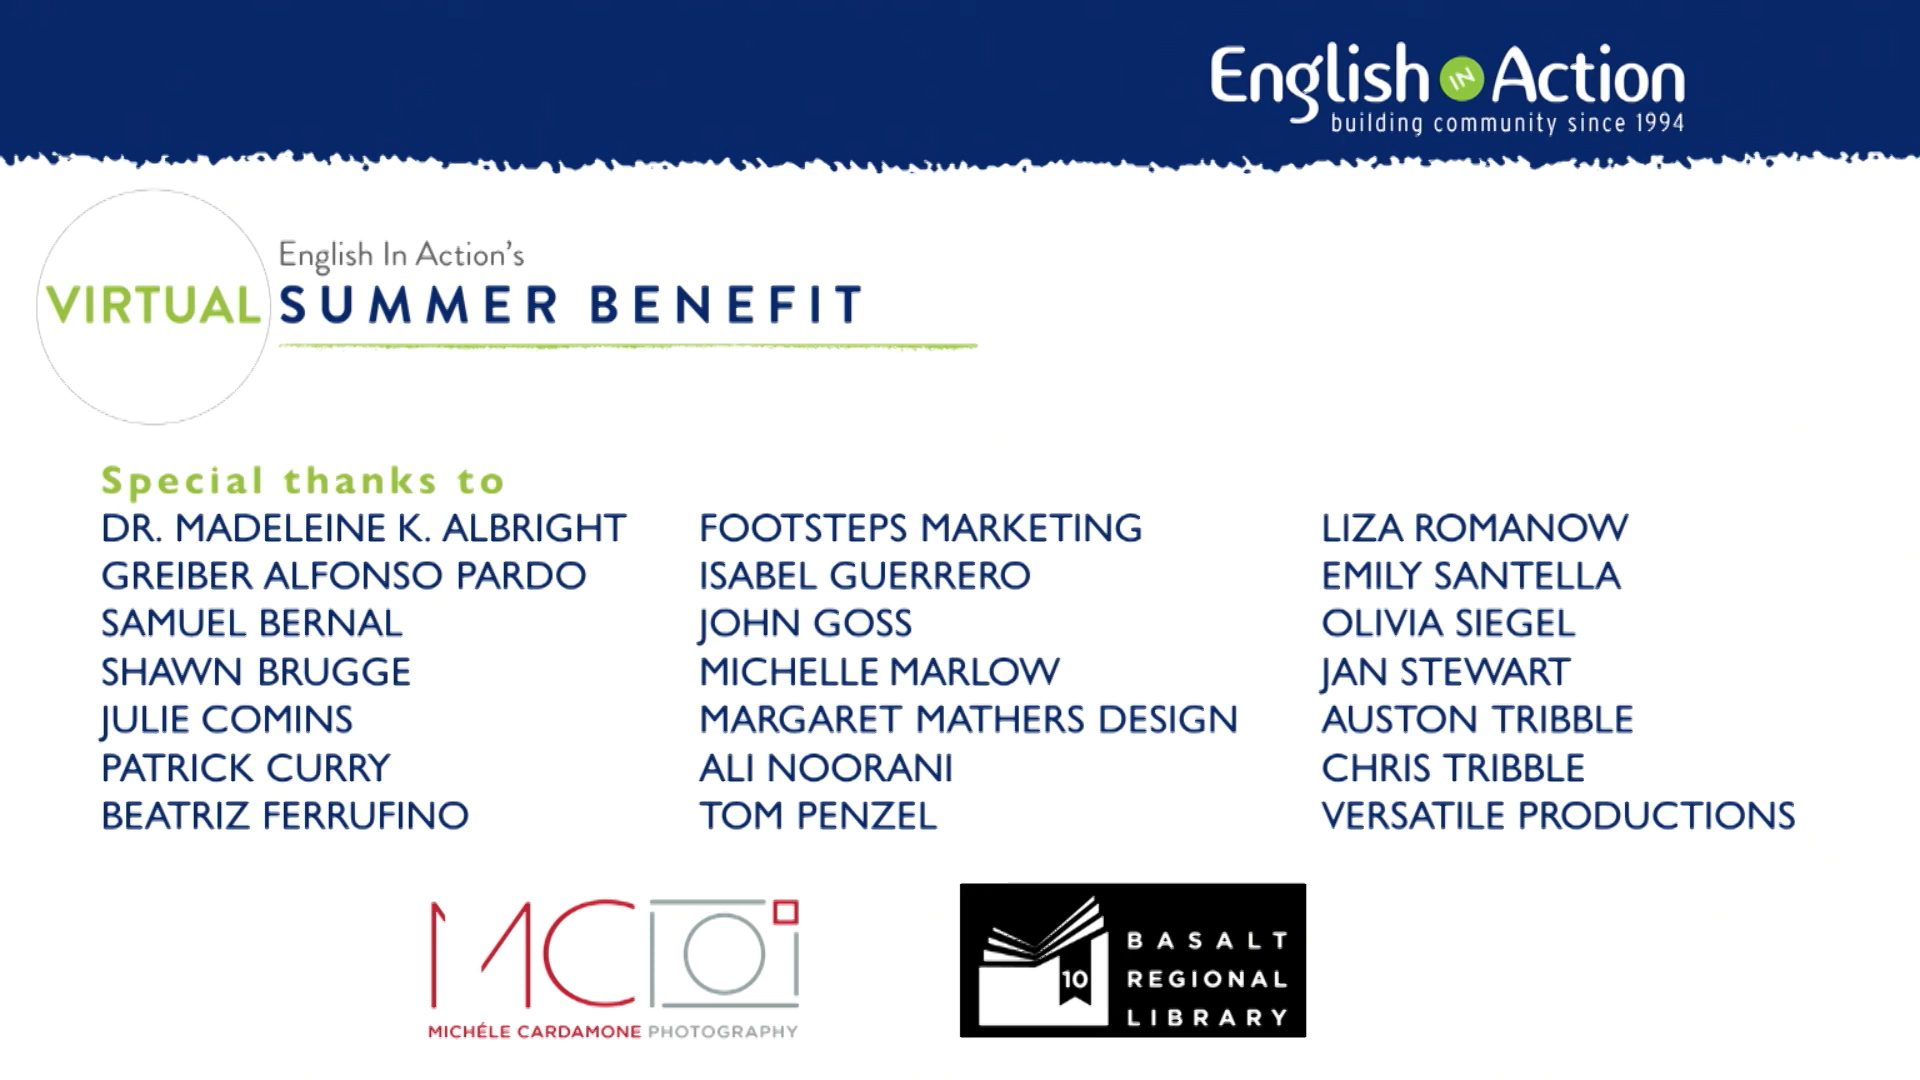 English IN Action
building community since 1994
English In Action's
VIRTUAL SUMMER BENEFIT
Special thanks to
DR. MADELEINE K. ALBRIGHT
GREIBER ALFONSO PARDO
SAMUEL BERNAL
SHAWN BRUGGE
JULIE COMINS
PATRICK CURRY
BEATRIZ FERRUFINO
FOOTSTEPS MARKETING
ISABEL GUERRERO
JOHN GOSS
MICHELLE MARLOW
MARGARET MATHERS DESIGN
ALI NOORANI
TOM PENZEL
LIZA ROMANOW
EMILY SANTELLA
OLIVIA SIEGEL
JAN STEWART
AUSTON TRIBBLE
CHRIS TRIBBLE
VERSATILE PRODUCTIONS
MC
MICHÉLE CARDAMONE PHOTOGRAPHY
10
BASALT
REGIONAL
LIBRARY